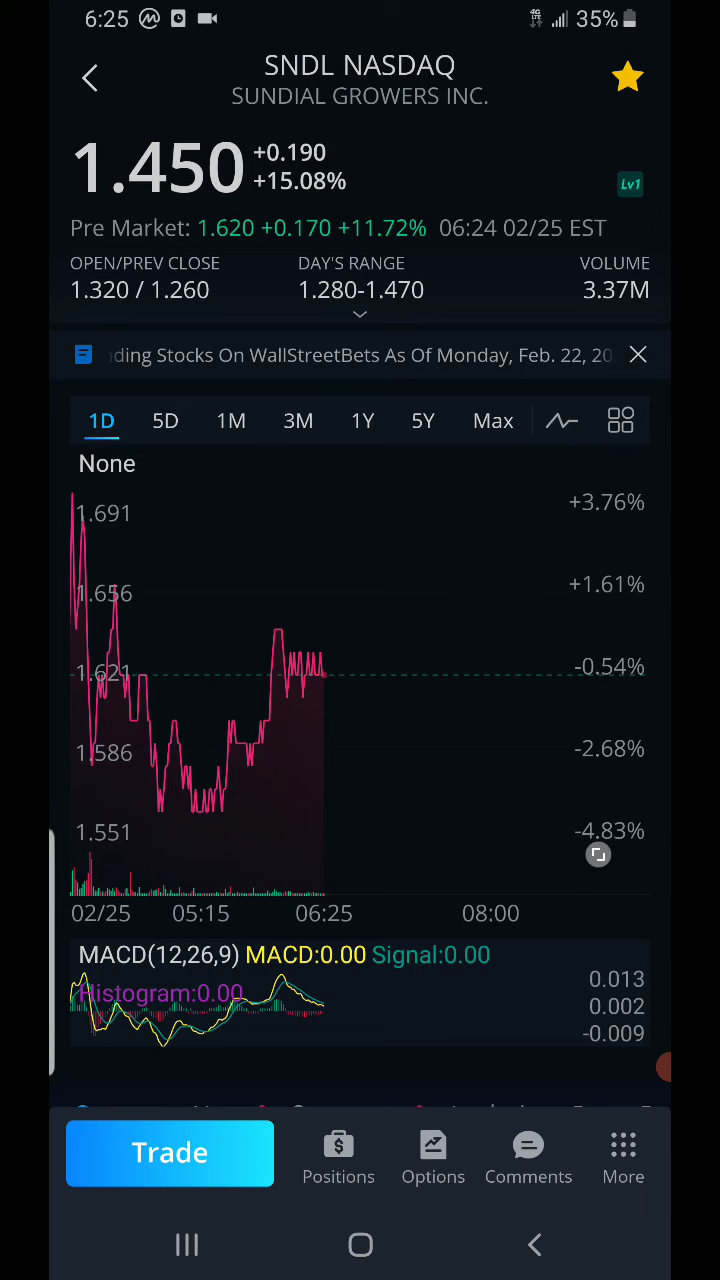 6:25 4G LTE 35%
SNDL NASDAQ
SUNDIAL GROWERS INC.
1.450 +0.190
+15.08%
Lv1
Pre Market: 1.620 +0.170 +11.72% 06:24 02/25 EST
OPEN/PREV CLOSE DAY'S RANGE VOLUME
1.320 / 1.260 1.280-1.470 3.37M
ding Stocks On WallStreetBets As Of Monday, Feb. 22, 20
1D 5D 1M 3M 1Y 5Y Max
None
1.691 +3.76%
1.656 +1.61%
1.621 -0.54%
1.586 -2.68%
1.551 -4.83%
02/25 05:15 06:25 08:00
MACD(12,26,9) MACD:0.00 Signal:0.00
Histogram:0.00 0.013
0.002
-0.009
Trade
Positions Options Comments More